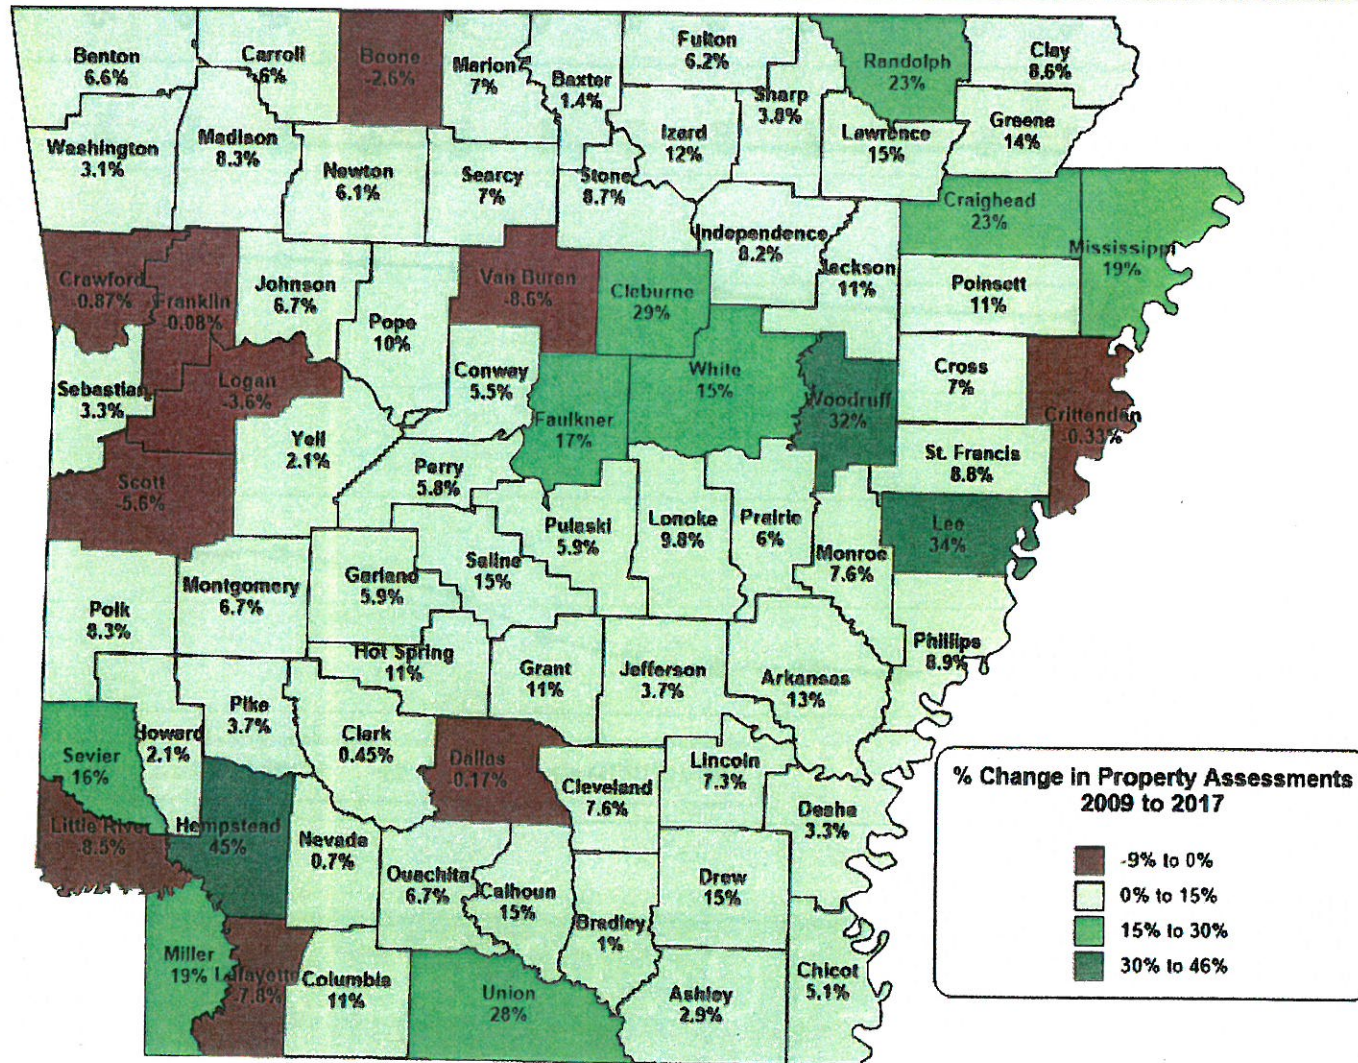 Benton
6.6%
Carroll
6%
Boone
-2.6%
Marion
7%
Baxter
1.4%
Fulton
6.2%
Sharp
3.8%
Randolph
23%
Clay
8.6%
Washington
3.1%
Madison
8.3%
Newton
6.1%
Searcy
7%
Stone
8.7%
Izard
12%
Lawrence
15%
Greene
14%
Independence
8.2%
Jackson
11%
Craighead
23%
Mississippi
19%
Crawford
-0.87%
Franklin
-0.08%
Johnson
6.7%
Pope
10%
Van Buren
-8.6%
Cleburne
29%
Poinsett
11%
Sebastian
3.3%
Logan
-3.6%
Conway
5.5%
Faulkner
17%
White
15%
Woodruff
32%
Cross
7%
Crittenden
-0.33%
Scott
-5.6%
Yell
2.1%
Perry
5.8%
St. Francis
8.8%
Pulaski
5.9%
Lonoke
9.8%
Prairie
6%
Monroe
7.6%
Lee
34%
Polk
8.3%
Montgomery
6.7%
Garland
5.9%
Saline
15%
Hot Spring
11%
Grant
11%
Jefferson
3.7%
Arkansas
13%
Phillips
8.9%
Sevier
16%
Howard
2.1%
Pike
3.7%
Clark
0.45%
Dallas
-0.17%
Cleveland
7.6%
Lincoln
7.3%
Desha
3.3%
Little River
-8.5%
Hempstead
45%
Nevada
0.7%
Ouachita
6.7%
Calhoun
15%
Bradley
1%
Drew
15%
Miller
19%
Lafayette
-7.8%
Columbia
11%
Union
28%
Ashley
2.9%
Chicot
5.1%
% Change in Property Assessments
2009 to 2017
-9% to 0%
0% to 15%
15% to 30%
30% to 46%